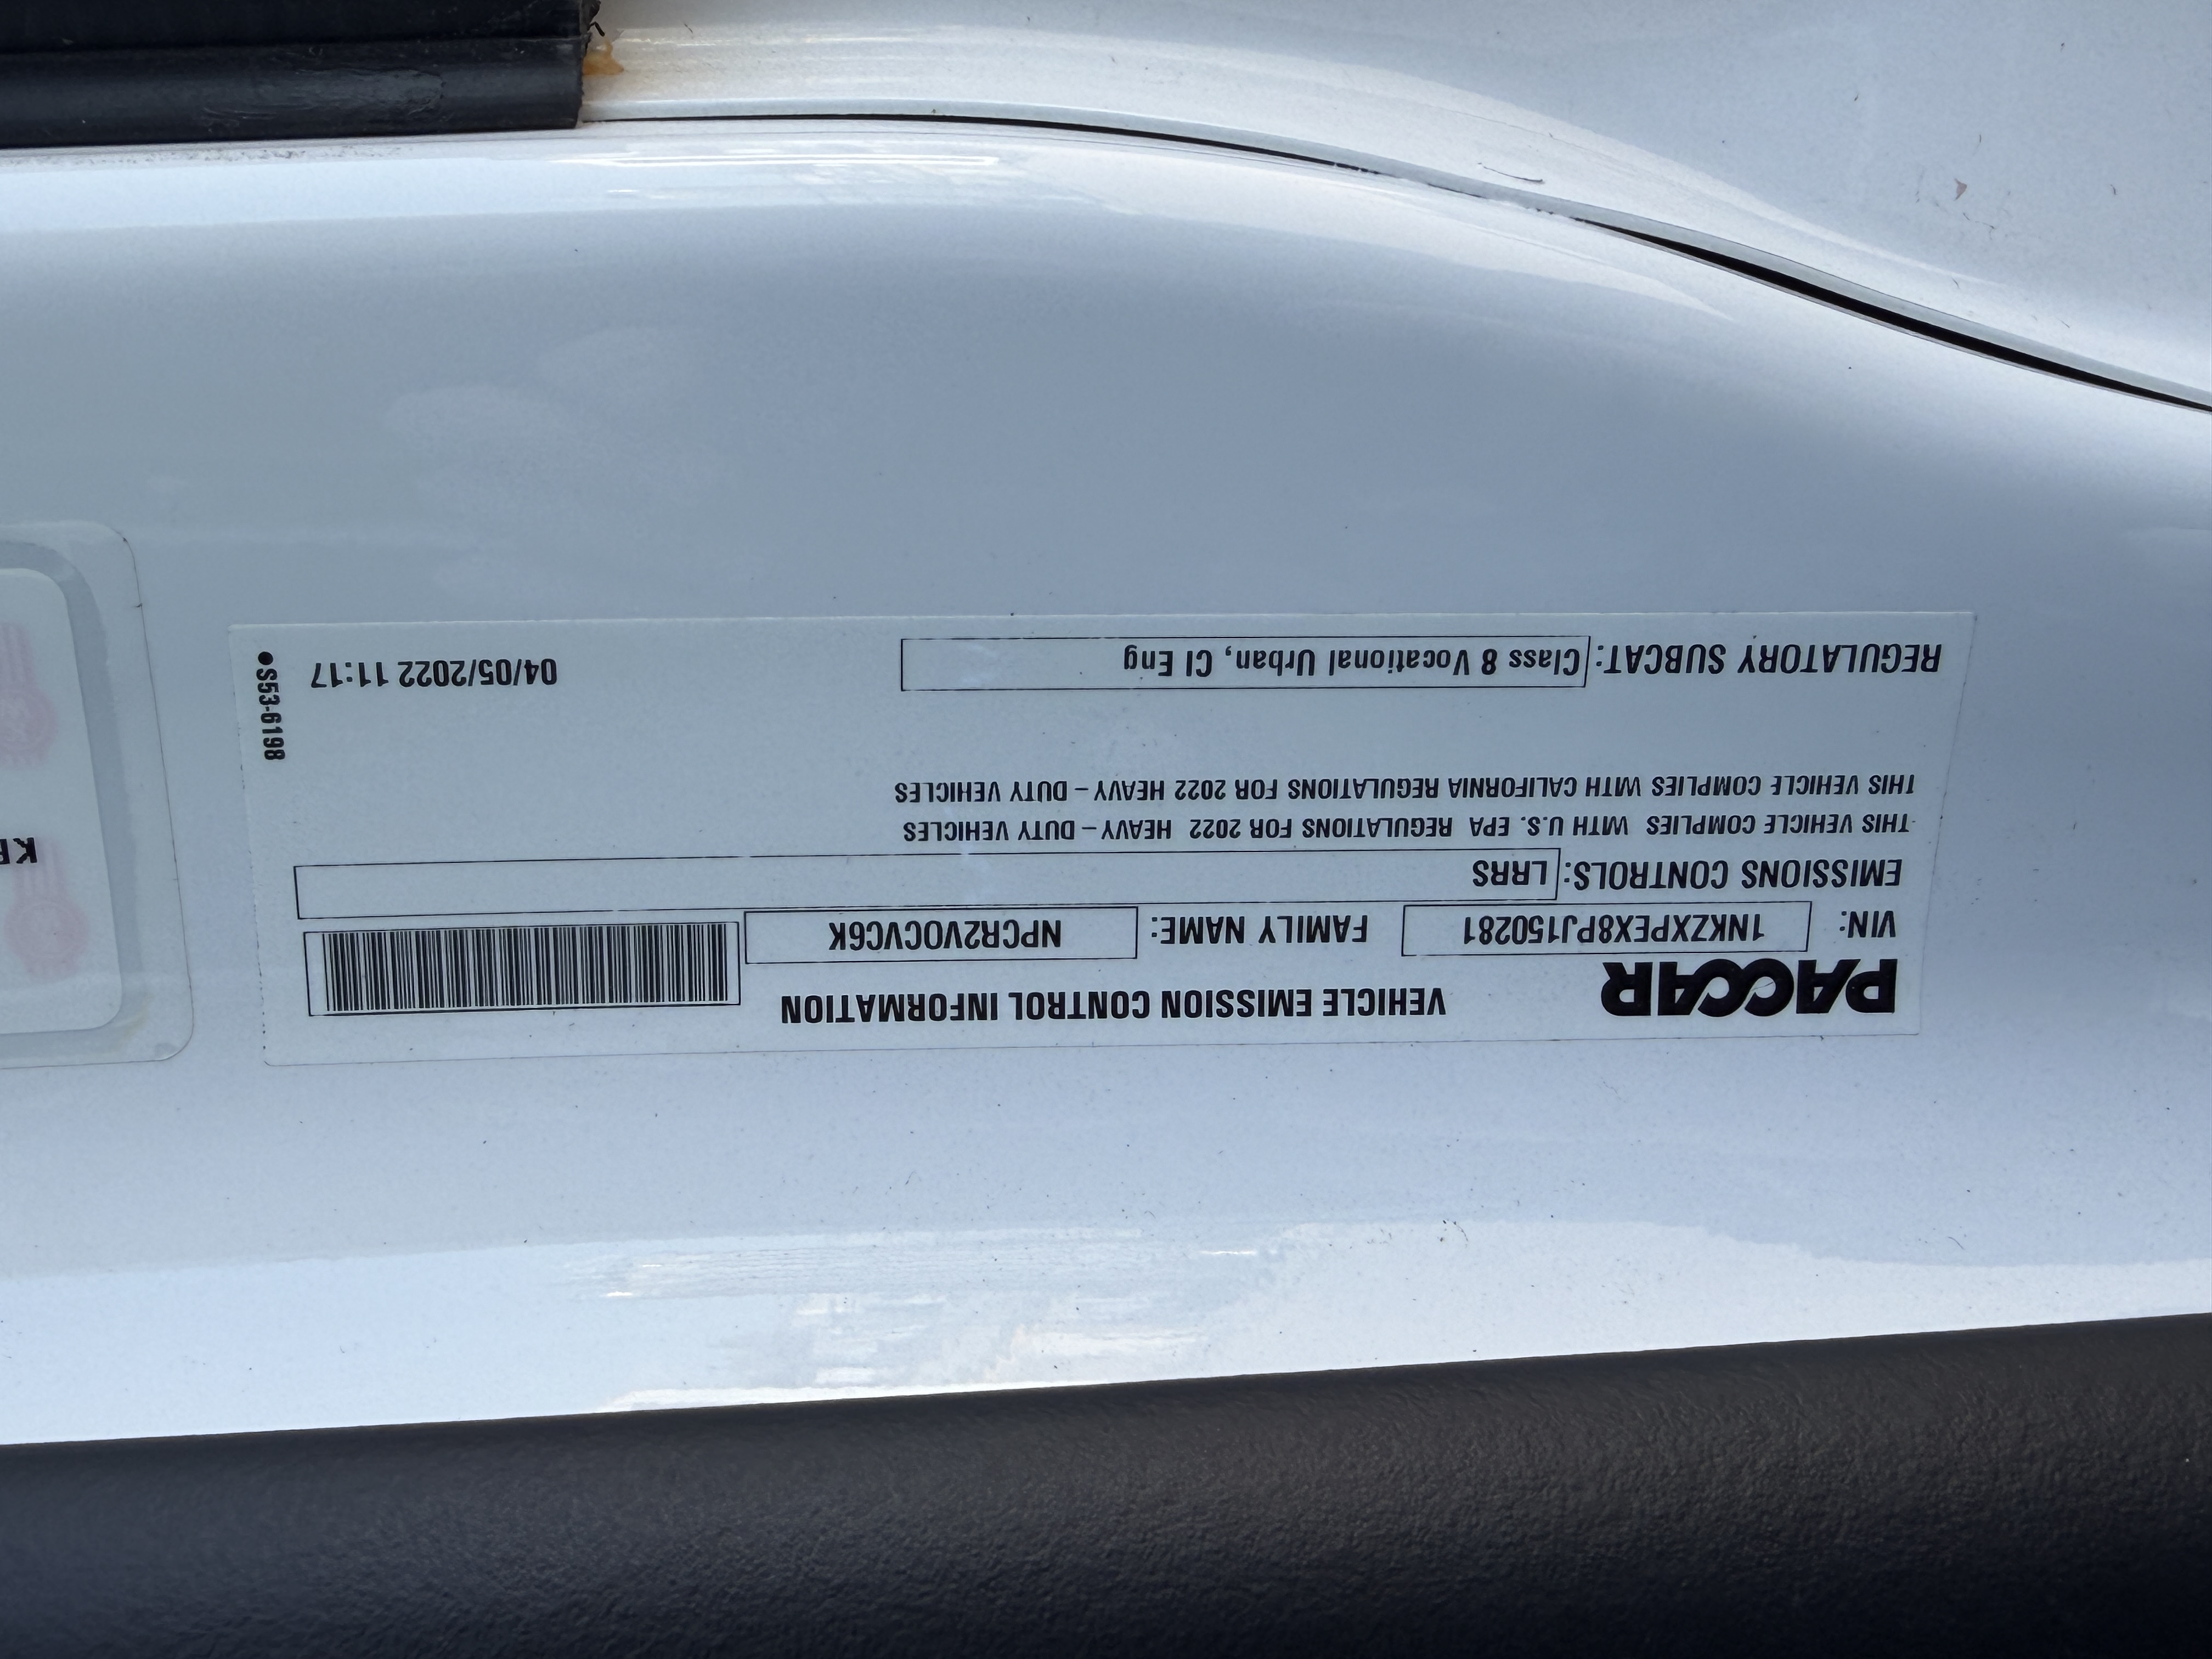 PACCAR
VEHICLE EMISSION CONTROL INFORMATION
VIN: 1NKZXPEX8PJ150281 FAMILY NAME: NPCR2VOCVC6K
EMISSIONS CONTROLS: LRRS
THIS VEHICLE COMPLIES WITH U.S. EPA REGULATIONS FOR 2022 HEAVY – DUTY VEHICLES
THIS VEHICLE COMPLIES WITH CALIFORNIA REGULATIONS FOR 2022 HEAVY – DUTY VEHICLES
REGULATORY SUBCAT: Class 8 Vocational Urban, CI Eng
04/05/2022 11:17
●S53-6198